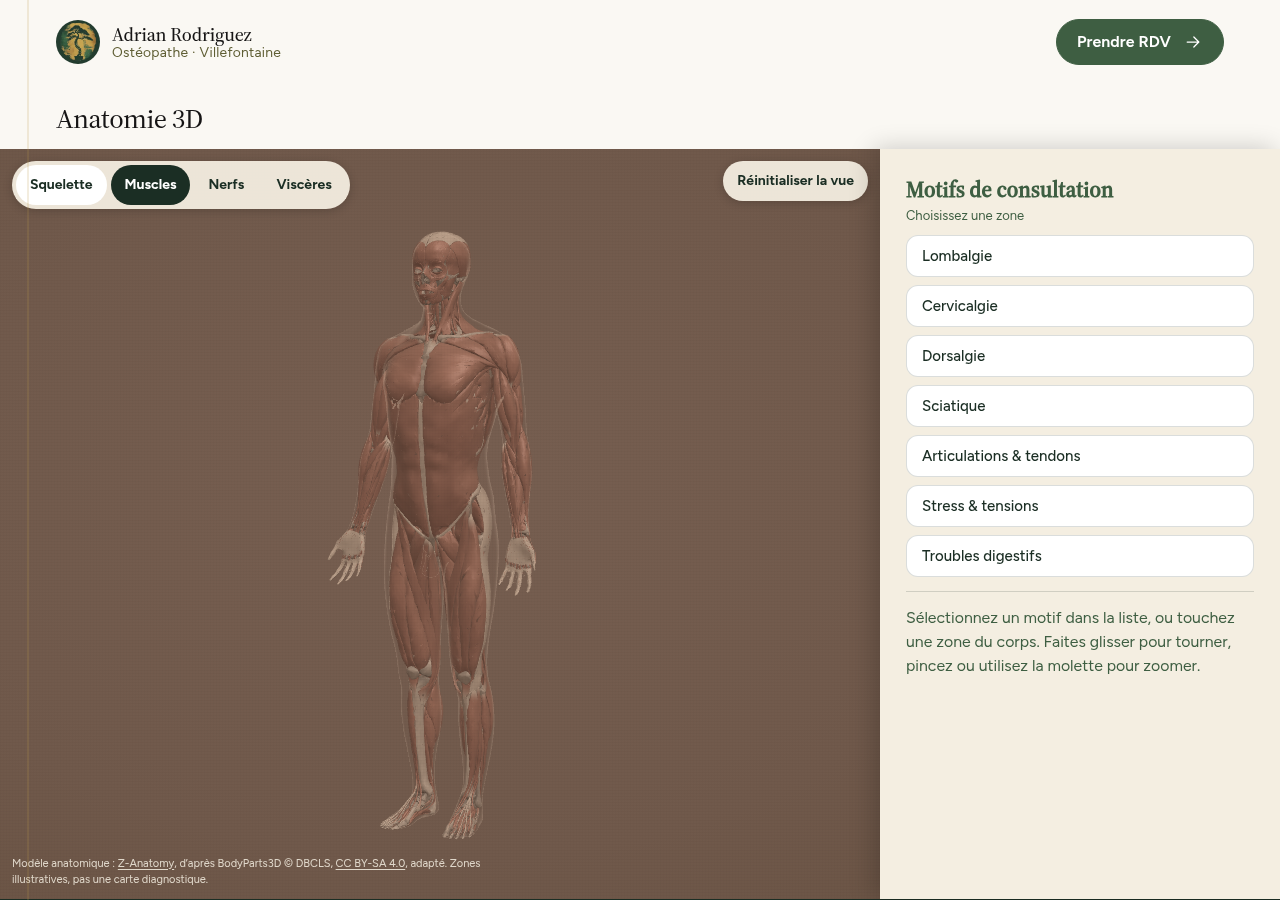 Adrian Rodriguez
Ostéopathe · Villefontaine
Prendre RDV
Anatomie 3D
Squelette
Muscles
Nerfs
Viscères
Réinitialiser la vue
Motifs de consultation
Choisissez une zone
Lombalgie
Cervicalgie
Dorsalgie
Sciatique
Articulations & tendons
Stress & tensions
Troubles digestifs
Sélectionnez un motif dans la liste, ou touchez
une zone du corps. Faites glisser pour tourner,
pincez ou utilisez la molette pour zoomer.
Modèle anatomique : Z-Anatomy, d'après BodyParts3D © DBCLS, CC BY-SA 4.0, adapté. Zones
illustratives, pas une carte diagnostique.